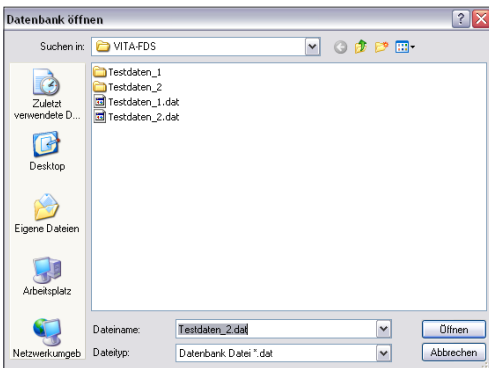 Datenbank öffnen
Suchen in:
VITA-FDS
Testdaten_1
Testdaten_2
Testdaten_1.dat
Testdaten_2.dat
Zuletzt
verwendete D...
Desktop
Eigene Dateien
Arbeitsplatz
Netzwerkumgeb
Dateiname:
Testdaten_2.dat
Öffnen
Dateityp:
Datenbank Datei *.dat
Abbrechen